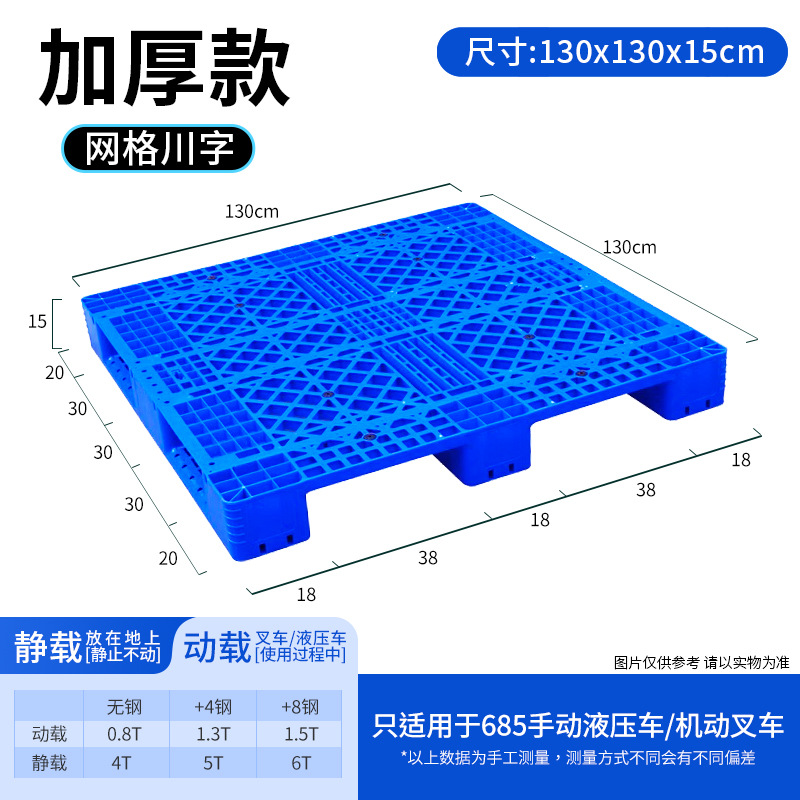 加厚款
网格川字
尺寸:130x130x15cm
130cm
130cm
15
20
30
30
30
20
18
38
18
38
18
静载 放在地上 [静止不动]
动载 叉车/液压车 [使用过程中]
图片仅供参考 请以实物为准
无钢 +4钢 +8钢
动载 0.8T 1.3T 1.5T
静载 4T 5T 6T
只适用于685手动液压车/机动叉车
*以上数据为手工测量，测量方式不同会有不同偏差